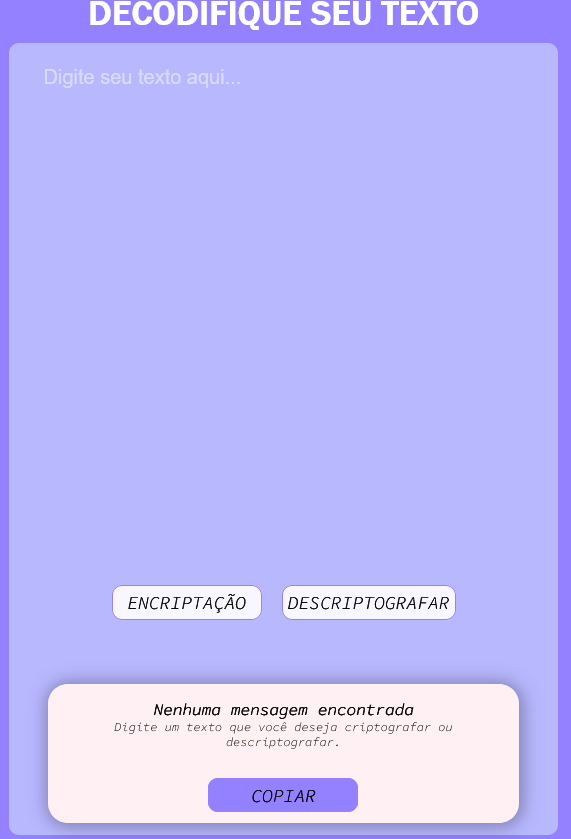 DECODIFIQUE SEU TEXTO
Digite seu texto aqui...
ENCRIPTAÇÃO DESCRIPTOGRAFAR
Nenhuma mensagem encontrada
Digite um texto que você deseja criptografar ou
descriptografar.
COPIAR